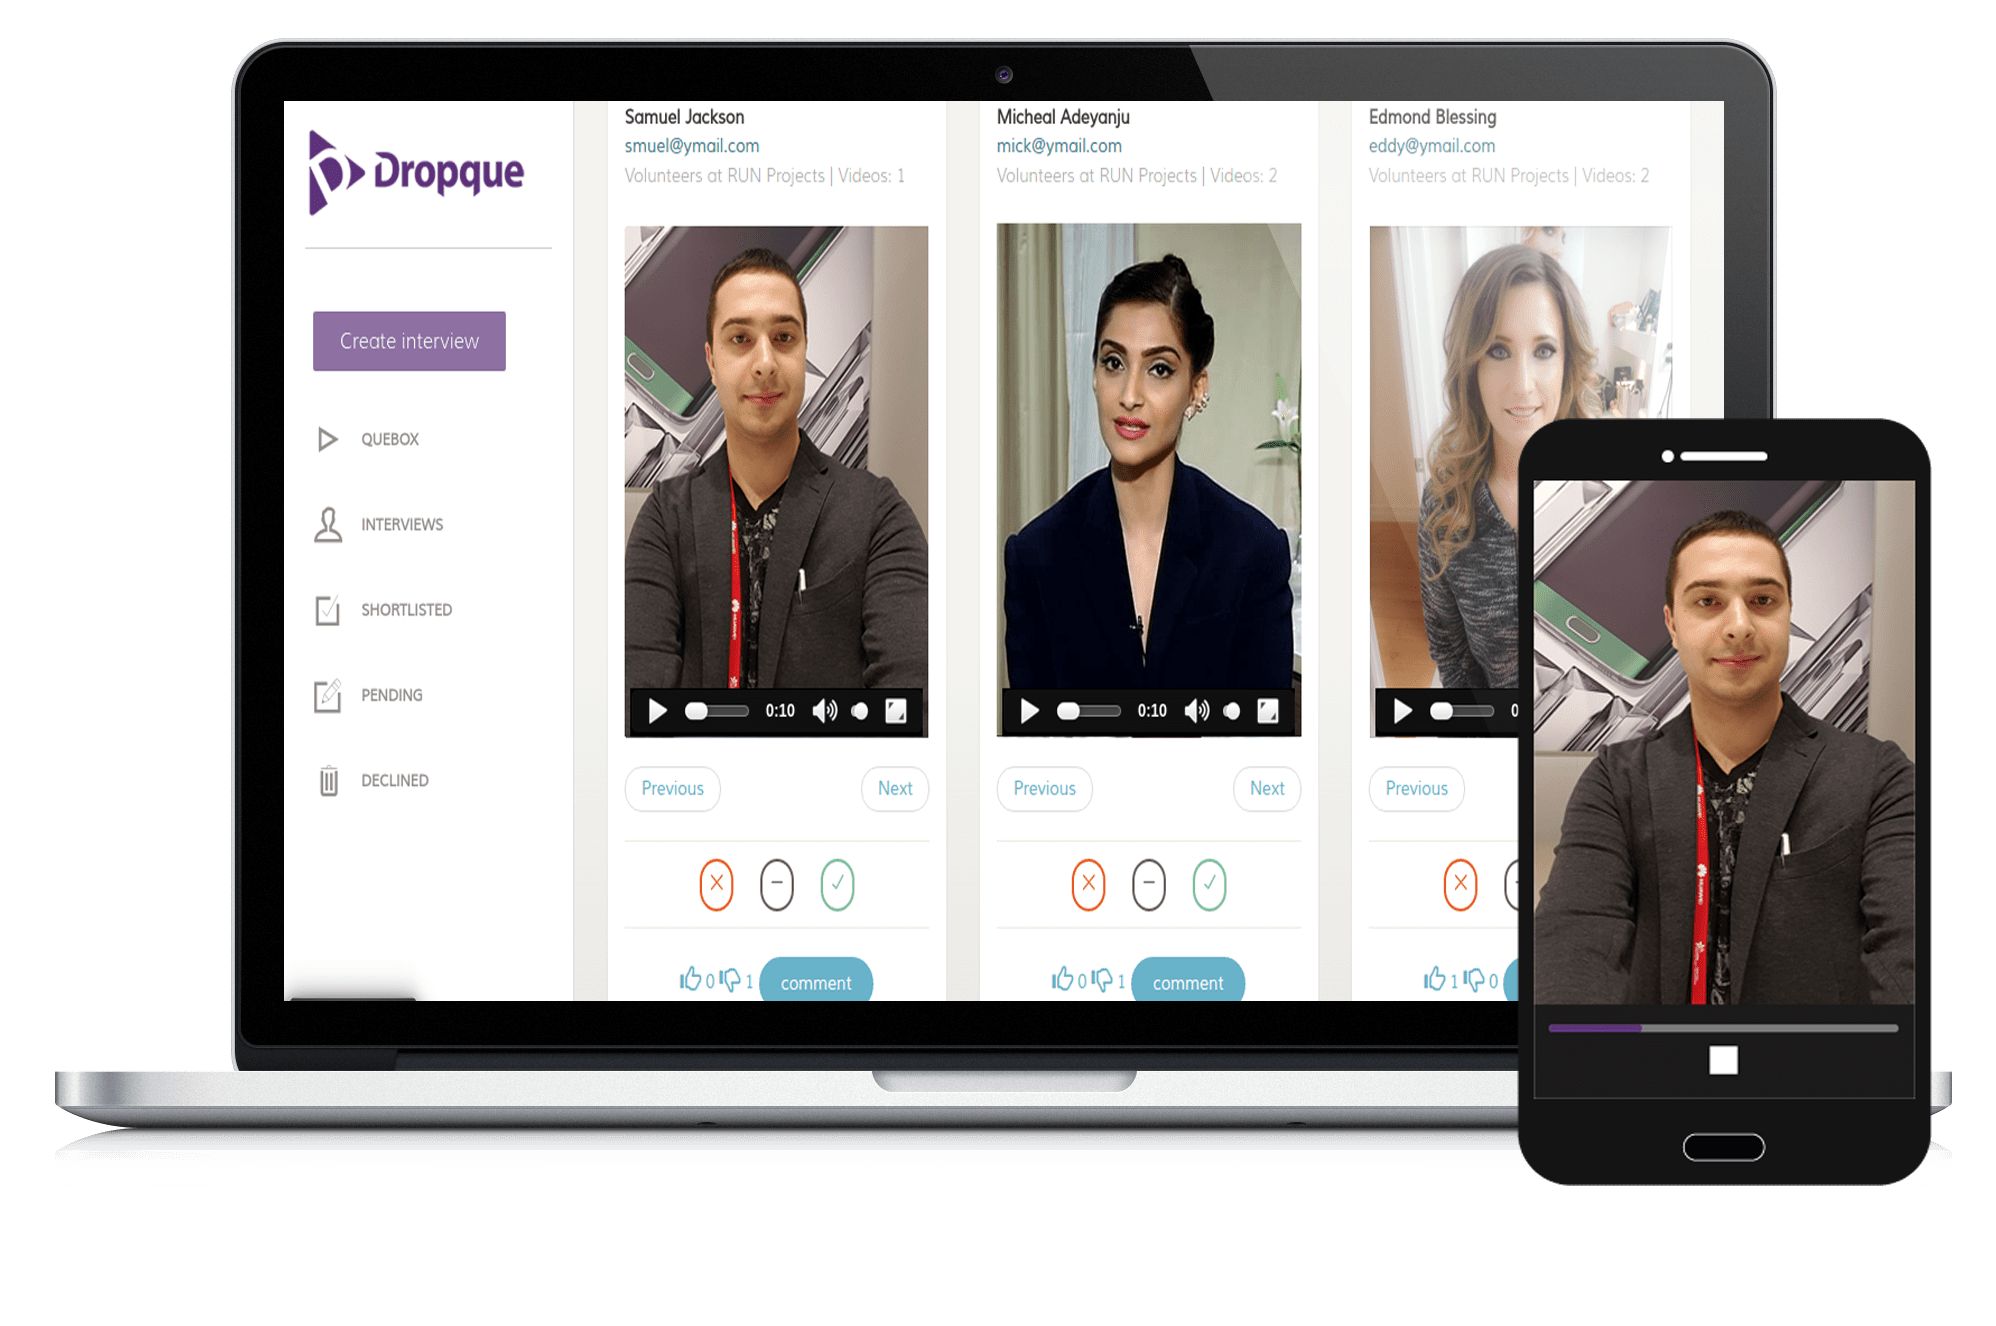 Dropque
Create interview
QUEBOX
INTERVIEWS
SHORTLISTED
PENDING
DECLINED
Samuel Jackson
smuel@ymail.com
Volunteers at RUN Projects | Videos: 1
0:10
Previous
Next
0
1
comment
Micheal Adeyanju
mick@ymail.com
Volunteers at RUN Projects | Videos: 2
0:10
Previous
Next
0
1
comment
Edmond Blessing
eddy@ymail.com
Volunteers at RUN Projects | Videos: 2
0
Previous
1
0